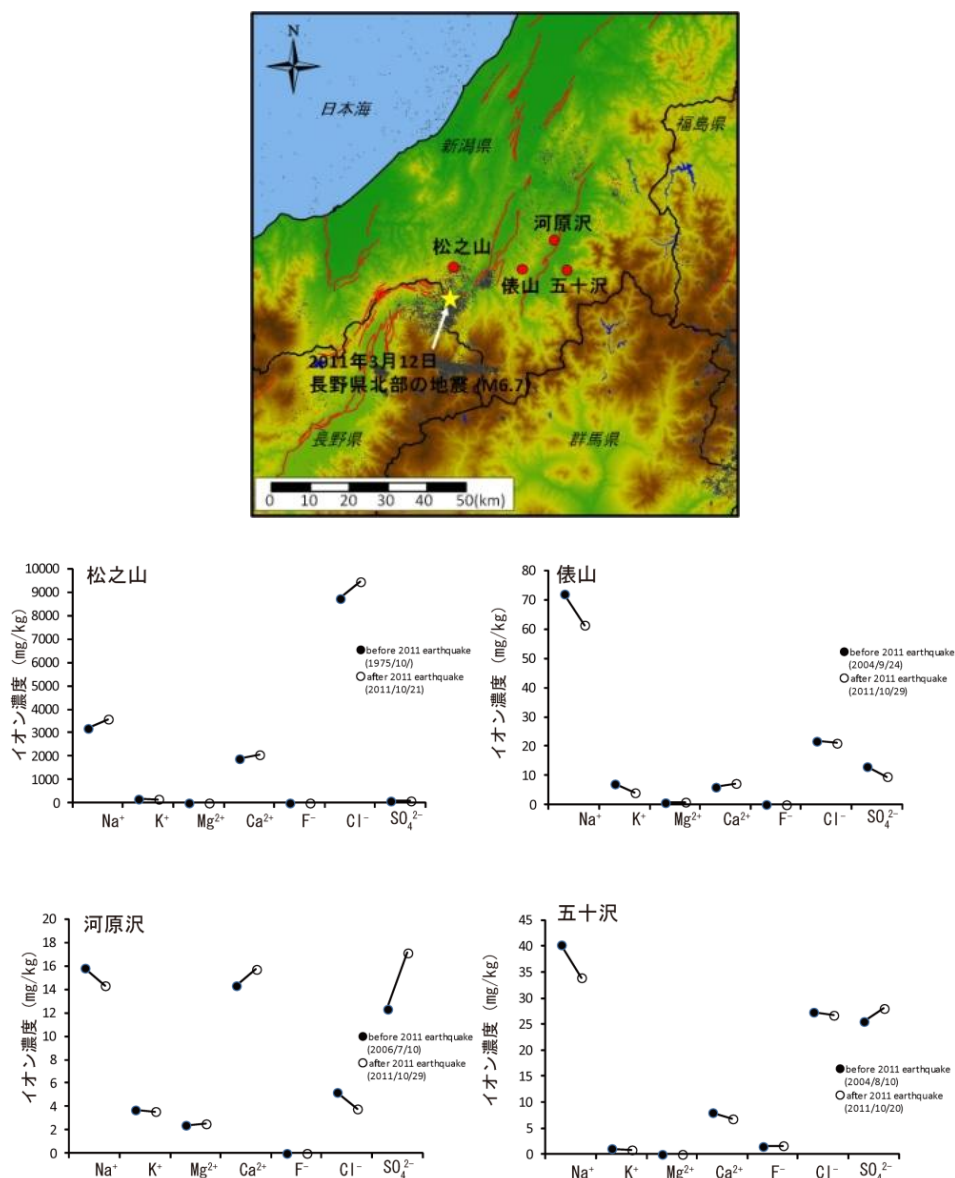 N
日本海
新潟県
福島県
河原沢
松之山
俵山 五十沢
2011年3月12日
長野県北部の地震 (M6.7)
長野県
群馬県
0 10 20 30 40 50(km)
松之山
イオン濃度 (mg/kg)
10000
9000
8000
7000
6000
5000
4000
3000
2000
1000
0
before 2011 earthquake
(1975/10/)
after 2011 earthquake
(2011/10/21)
Na⁺ K⁺ Mg²⁺ Ca²⁺ F⁻ Cl⁻ SO₄²⁻
俵山
イオン濃度 (mg/kg)
80
70
60
50
40
30
20
10
0
before 2011 earthquake
(2004/9/24)
after 2011 earthquake
(2011/10/29)
Na⁺ K⁺ Mg²⁺ Ca²⁺ F⁻ Cl⁻ SO₄²⁻
河原沢
イオン濃度 (mg/kg)
20
18
16
14
12
10
8
6
4
2
0
before 2011 earthquake
(2006/7/10)
after 2011 earthquake
(2011/10/29)
Na⁺ K⁺ Mg²⁺ Ca²⁺ F⁻ Cl⁻ SO₄²⁻
五十沢
イオン濃度 (mg/kg)
45
40
35
30
25
20
15
10
5
0
before 2011 earthquake
(2004/8/10)
after 2011 earthquake
(2011/10/20)
Na⁺ K⁺ Mg²⁺ Ca²⁺ F⁻ Cl⁻ SO₄²⁻